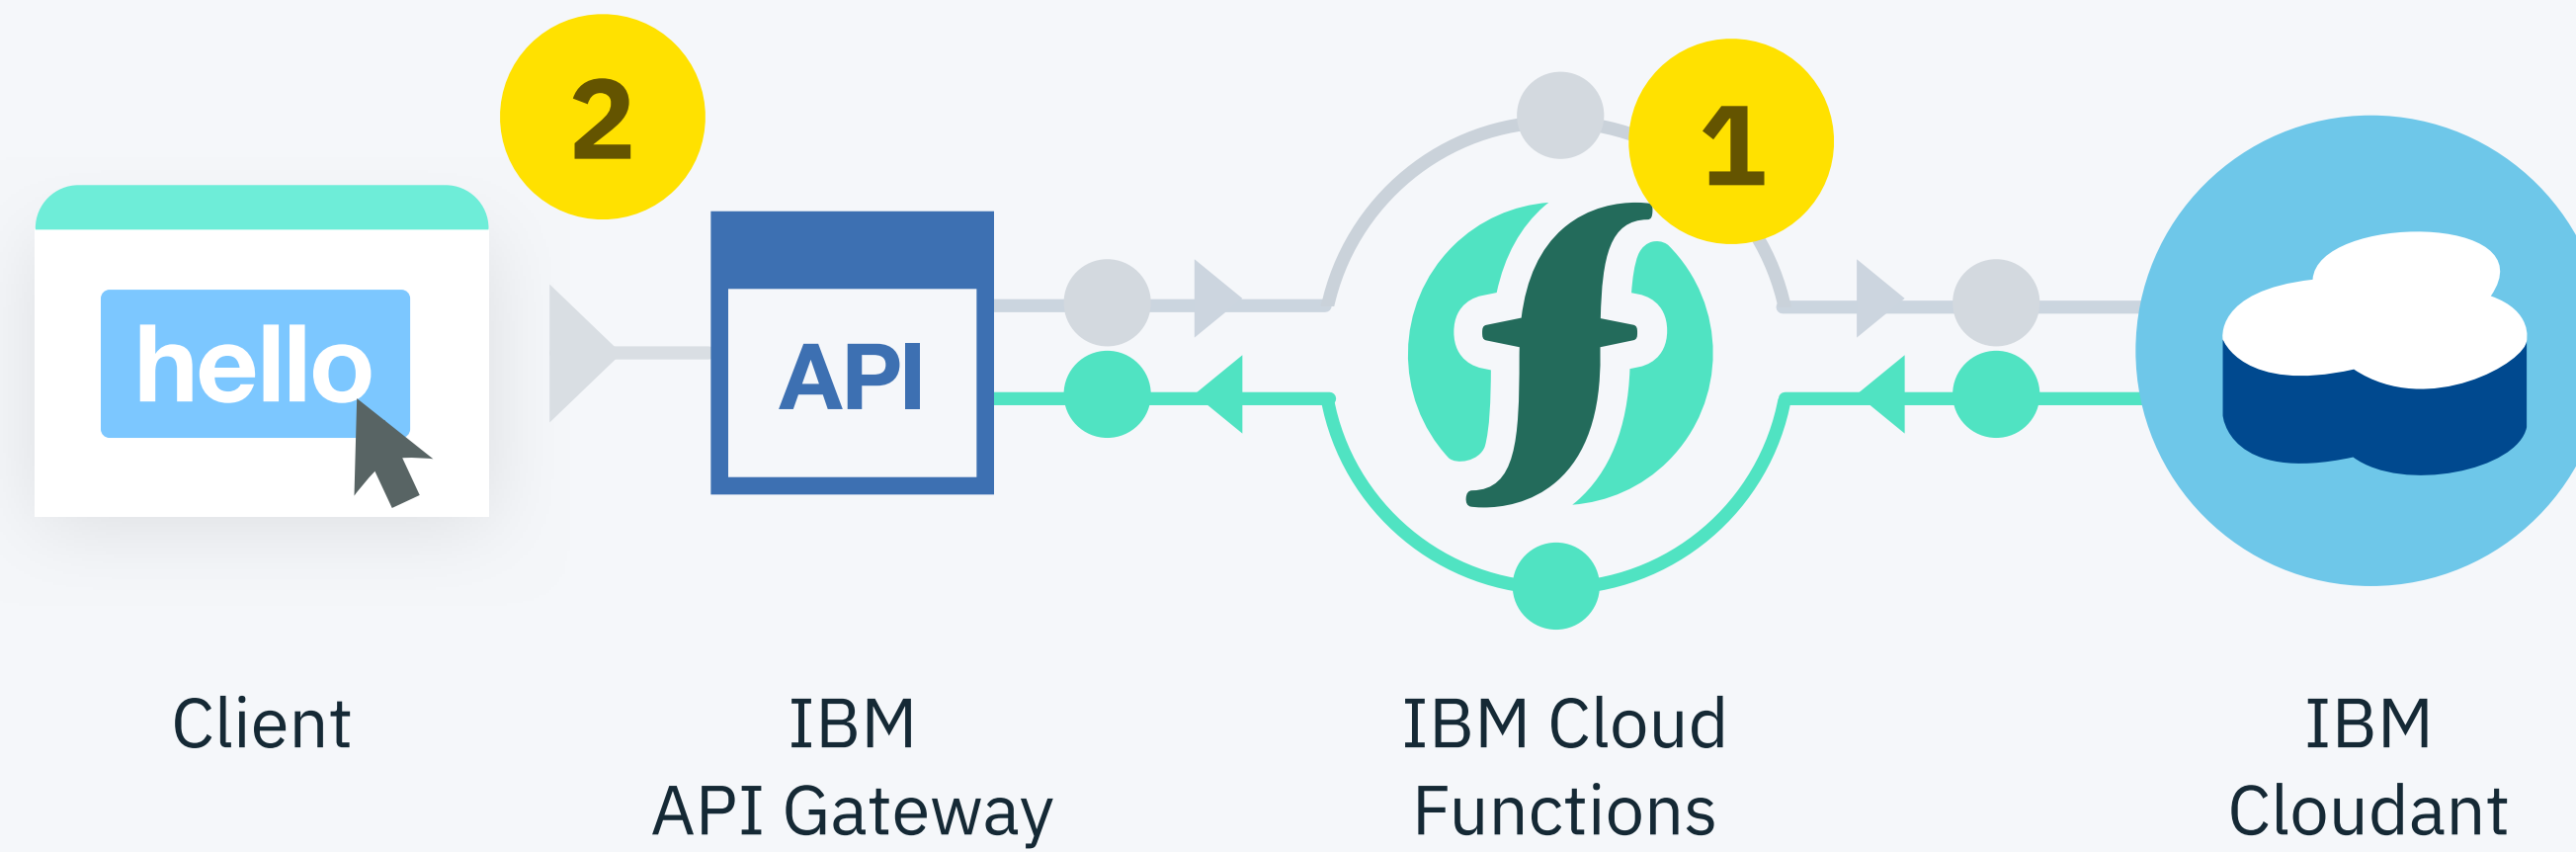 2
1
hello
API
Client
IBM
API Gateway
IBM Cloud
Functions
IBM
Cloudant